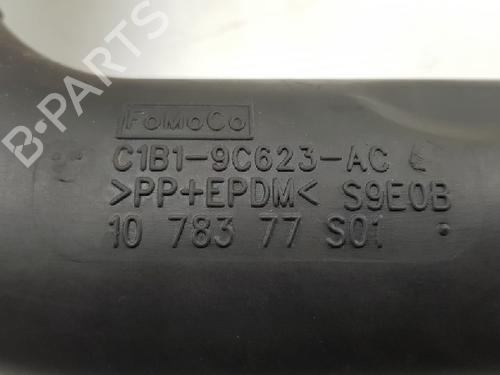 FoMoCo
C1B1-9C623-AC
>PP+EPDM< S9E0B
10 783 77 S01
B-PARTS